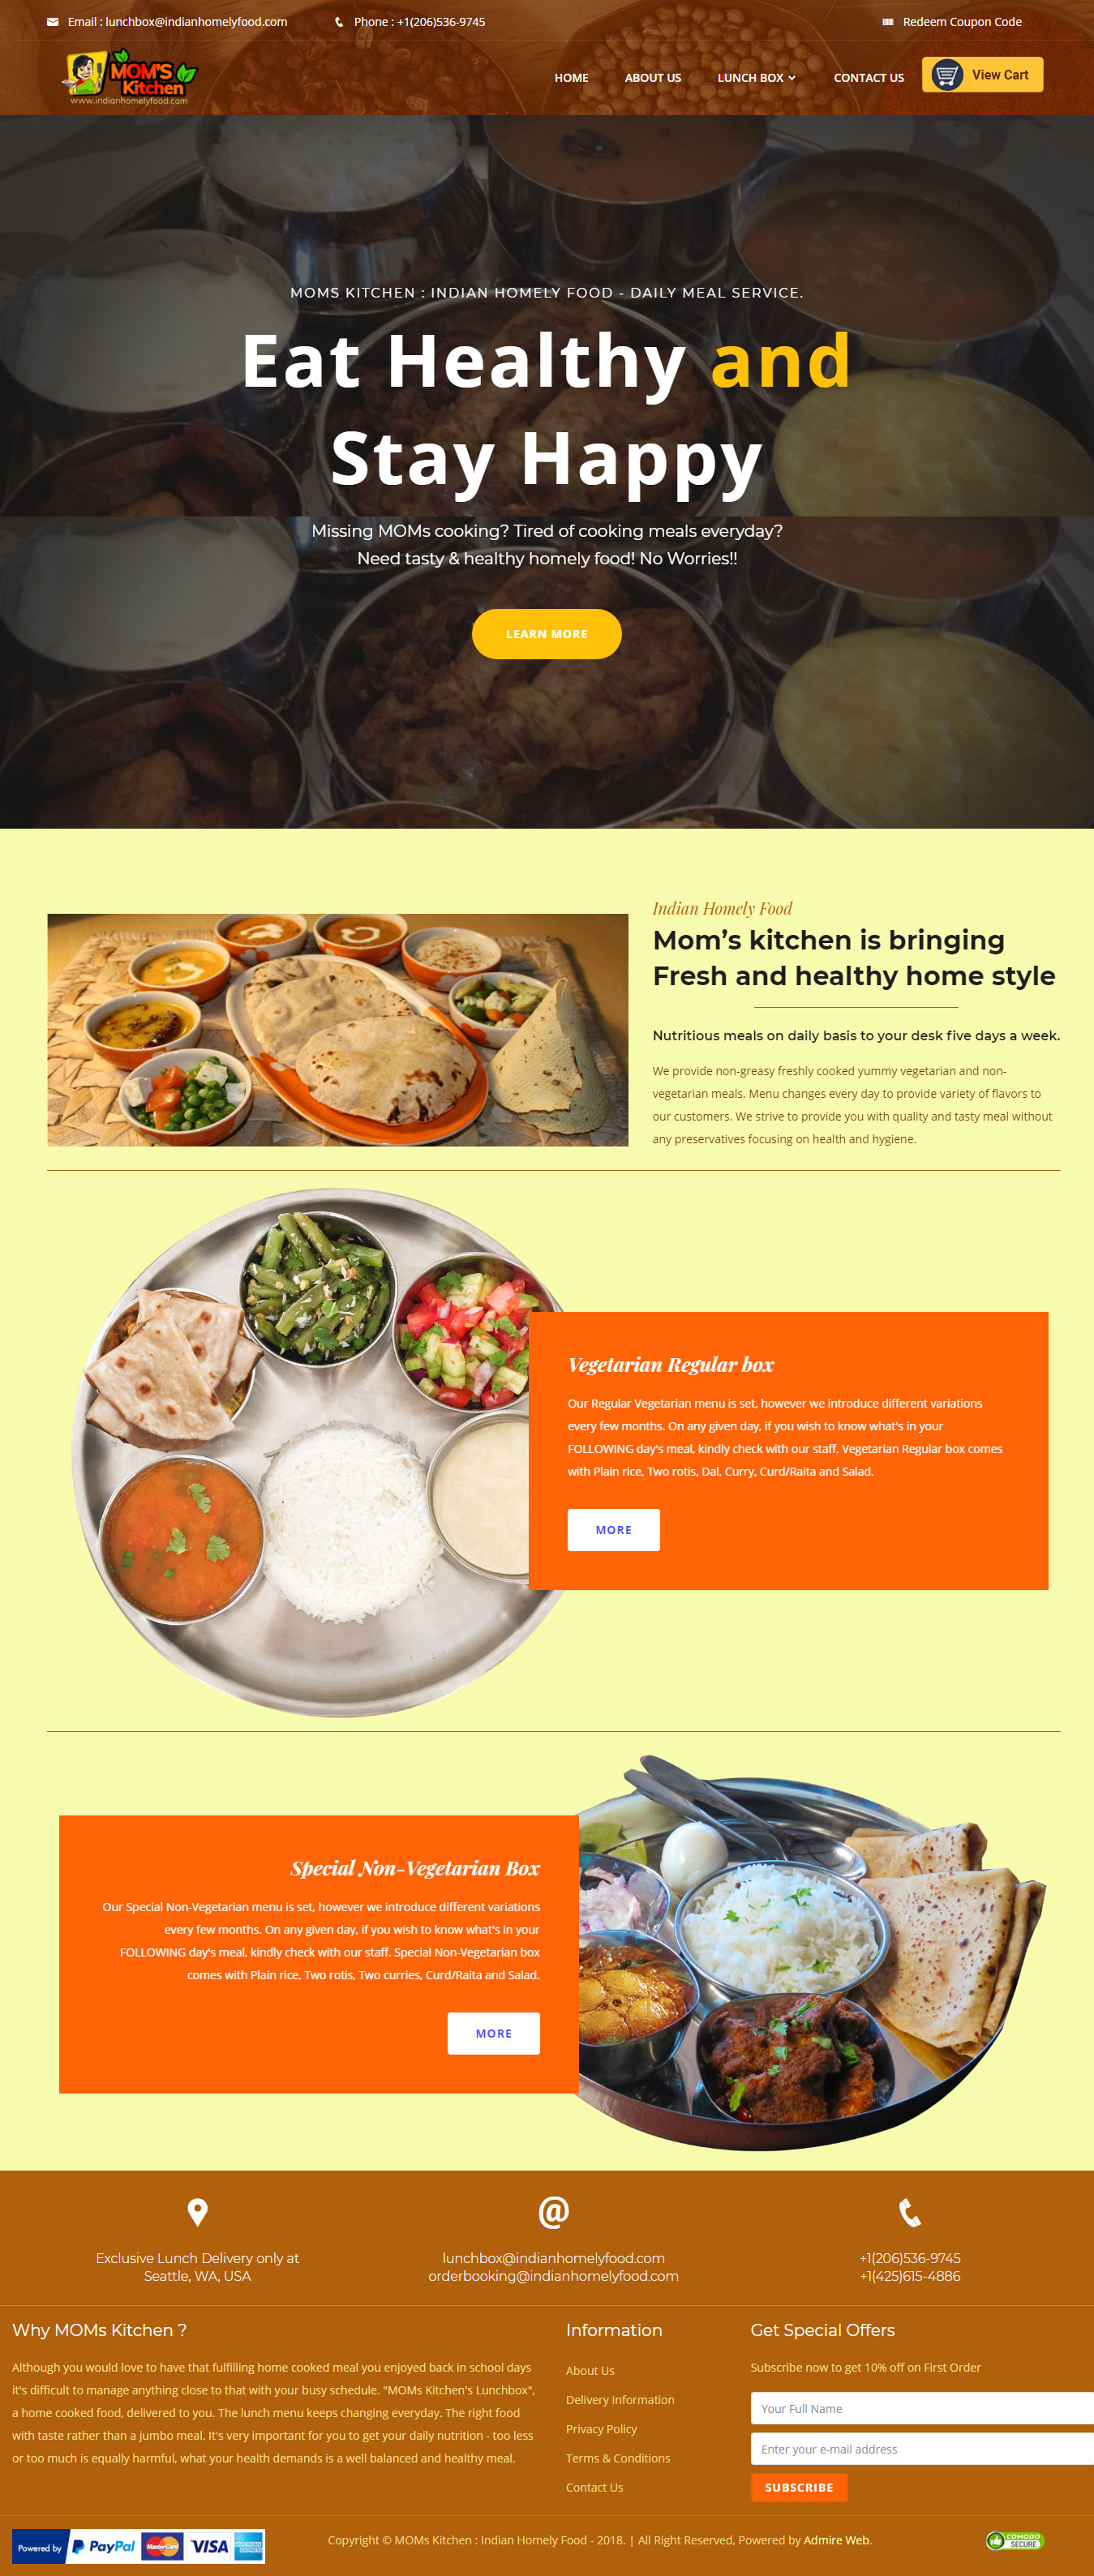 Email : lunchbox@indianhomelyfood.com
Phone : +1(206)536-9745
Redeem Coupon Code
MOM'S
Kitchen
www.indianhomelyfood.com
HOME
ABOUT US
LUNCH BOX
CONTACT US
View Cart
MOMS KITCHEN : INDIAN HOMELY FOOD - DAILY MEAL SERVICE.
Eat Healthy and
Stay Happy
Missing MOMs cooking? Tired of cooking meals everyday?
Need tasty & healthy homely food! No Worries!!
LEARN MORE
Indian Homely Food
Mom's kitchen is bringing
Fresh and healthy home style
Nutritious meals on daily basis to your desk five days a week.
We provide non-greasy freshly cooked yummy vegetarian and non-
vegetarian meals. Menu changes every day to provide variety of flavors to
our customers. We strive to provide you with quality and tasty meal without
any preservatives focusing on health and hygiene.
Vegetarian Regular box
Our Regular Vegetarian menu is set, however we introduce different variations
every few months. On any given day, if you wish to know what's in your
FOLLOWING day's meal, kindly check with our staff. Vegetarian Regular box comes
with Plain rice, Two rotis, Dal, Curry, Curd/Raita and Salad.
MORE
Special Non-Vegetarian Box
Our Special Non-Vegetarian menu is set, however we introduce different variations
every few months. On any given day, if you wish to know what's in your
FOLLOWING day's meal, kindly check with our staff. Special Non-Vegetarian box
comes with Plain rice, Two rotis, Two curries, Curd/Raita and Salad.
MORE
Exclusive Lunch Delivery only at
Seattle, WA, USA
@
lunchbox@indianhomelyfood.com
orderbooking@indianhomelyfood.com
+1(206)536-9745
+1(425)615-4886
Why MOMs Kitchen ?
Although you would love to have that fulfilling home cooked meal you enjoyed back in school days
it's difficult to manage anything close to that with your busy schedule. "MOMs Kitchen's Lunchbox",
a home cooked food, delivered to you. The lunch menu keeps changing everyday. The right food
with taste rather than a jumbo meal. It's very important for you to get your daily nutrition - too less
or too much is equally harmful, what your health demands is a well balanced and healthy meal.
Information
About Us
Delivery Information
Privacy Policy
Terms & Conditions
Contact Us
Get Special Offers
Subscribe now to get 10% off on First Order
Your Full Name
Enter your e-mail address
SUBSCRIBE
Powered by PayPal MasterCard VISA AMERICAN EXPRESS
Copyright © MOMs Kitchen : Indian Homely Food - 2018. | All Right Reserved, Powered by Admire Web.
COMODO
SECURE